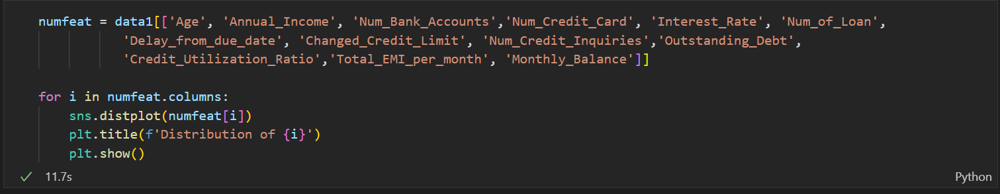 numfeat = data1[['Age', 'Annual_Income', 'Num_Bank_Accounts','Num_Credit_Card', 'Interest_Rate', 'Num_of_Loan',
'Delay_from_due_date', 'Changed_Credit_Limit', 'Num_Credit_Inquiries','Outstanding_Debt',
'Credit_Utilization_Ratio','Total_EMI_per_month', 'Monthly_Balance']]
for i in numfeat.columns:
sns.distplot(numfeat[i])
plt.title(f'Distribution of {i}')
plt.show()
11.7s
Python